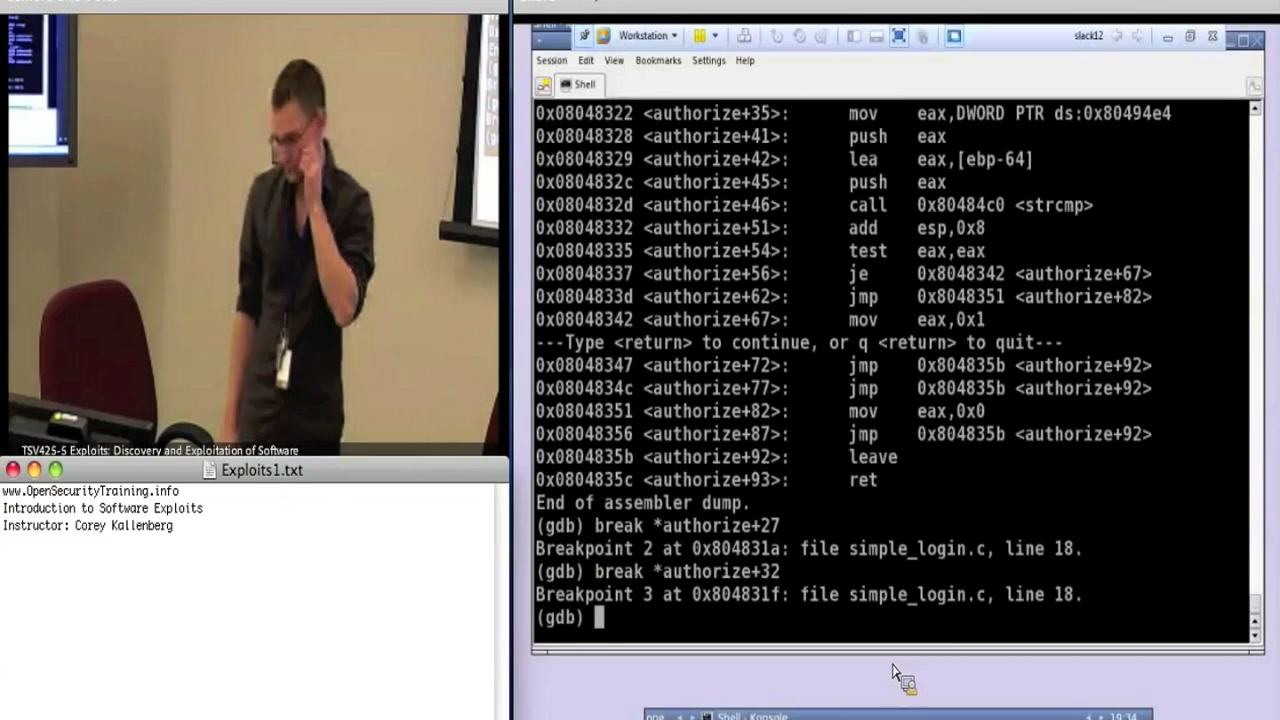 Workstation
slack12
Session Edit View Bookmarks Settings Help
Shell
0x08048322 <authorize+35>: mov eax,DWORD PTR ds:0x80494e4
0x08048328 <authorize+41>: push eax
0x08048329 <authorize+42>: lea eax,[ebp-64]
0x0804832c <authorize+45>: push eax
0x0804832d <authorize+46>: call 0x80484c0 <strcmp>
0x08048332 <authorize+51>: add esp,0x8
0x08048335 <authorize+54>: test eax,eax
0x08048337 <authorize+56>: je 0x8048342 <authorize+67>
0x0804833d <authorize+62>: jmp 0x8048351 <authorize+82>
0x08048342 <authorize+67>: mov eax,0x1
---Type <return> to continue, or q <return> to quit---
0x08048347 <authorize+72>: jmp 0x804835b <authorize+92>
0x0804834c <authorize+77>: jmp 0x804835b <authorize+92>
0x08048351 <authorize+82>: mov eax,0x0
0x08048356 <authorize+87>: jmp 0x804835b <authorize+92>
0x0804835b <authorize+92>: leave
0x0804835c <authorize+93>: ret
End of assembler dump.
(gdb) break *authorize+27
Breakpoint 2 at 0x804831a: file simple_login.c, line 18.
(gdb) break *authorize+32
Breakpoint 3 at 0x804831f: file simple_login.c, line 18.
(gdb)
Shell - Konsole
19:34
TSV425-5 Exploits: Discovery and Exploitation of Software
Exploits1.txt
www.OpenSecurityTraining.info
Introduction to Software Exploits
Instructor: Corey Kallenberg